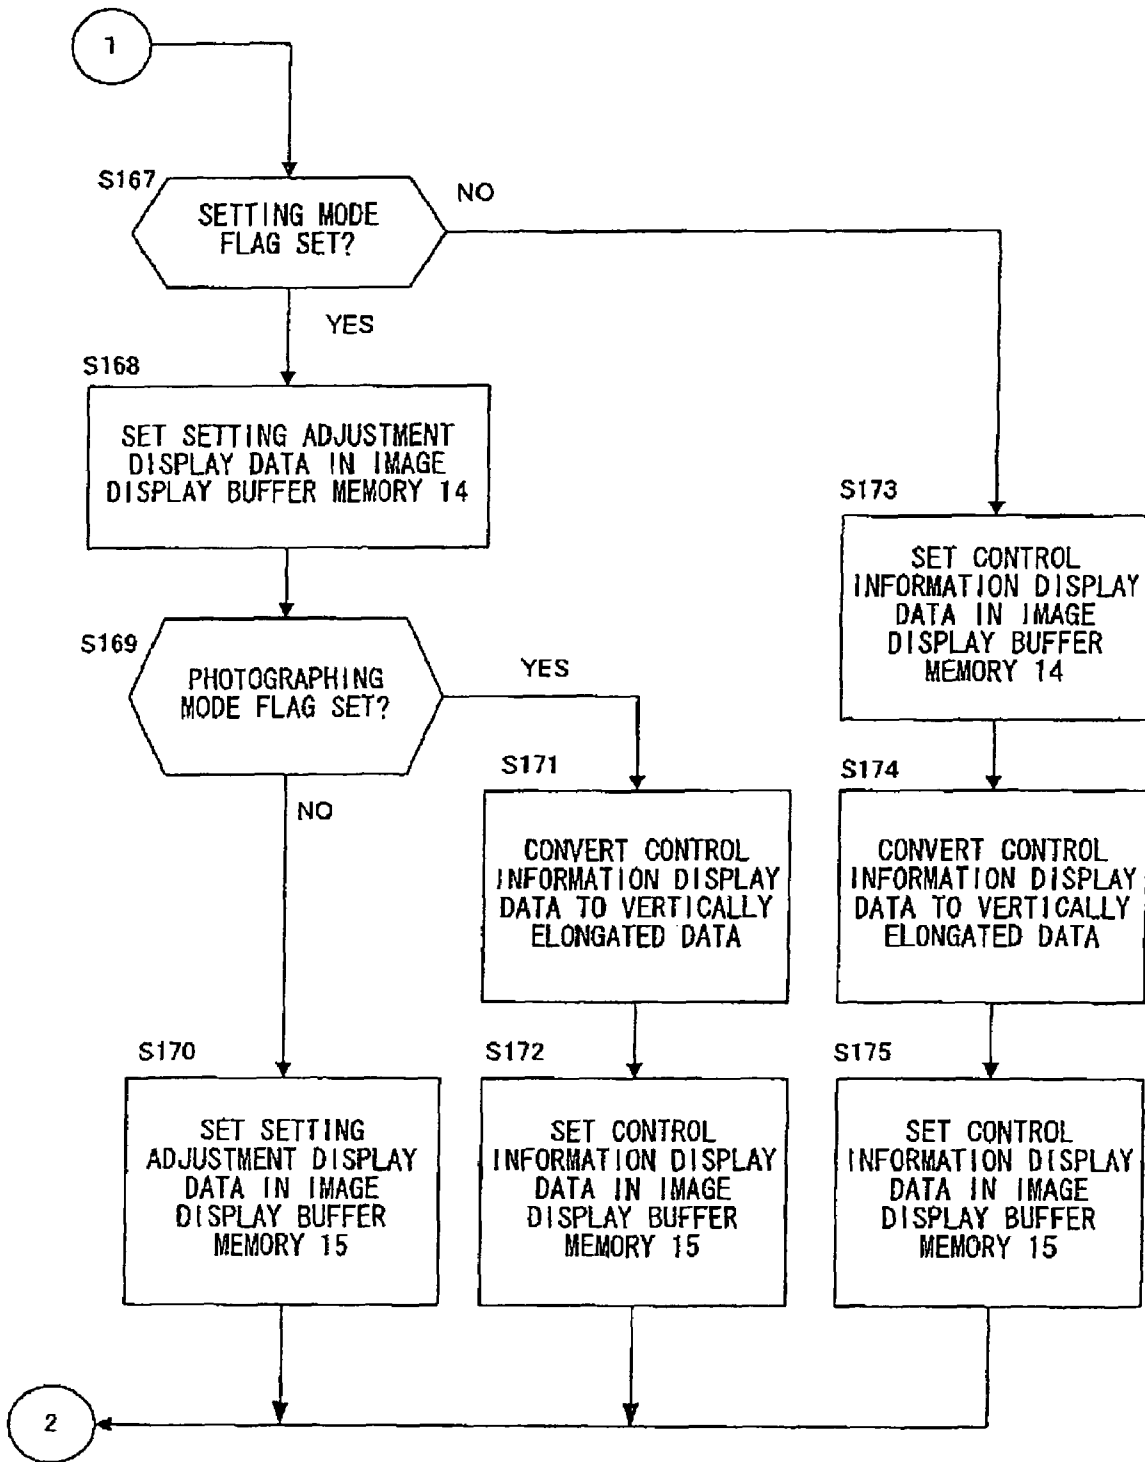 1
S167
SETTING MODE
FLAG SET?
NO
YES
S168
SET SETTING ADJUSTMENT
DISPLAY DATA IN IMAGE
DISPLAY BUFFER MEMORY 14
S173
SET CONTROL
INFORMATION DISPLAY
DATA IN IMAGE
DISPLAY BUFFER
MEMORY 14
S169
PHOTOGRAPHING
MODE FLAG SET?
YES
NO
S171
CONVERT CONTROL
INFORMATION DISPLAY
DATA TO VERTICALLY
ELONGATED DATA
S174
CONVERT CONTROL
INFORMATION DISPLAY
DATA TO VERTICALLY
ELONGATED DATA
S170
SET SETTING
ADJUSTMENT DISPLAY
DATA IN IMAGE
DISPLAY BUFFER
MEMORY 15
S172
SET CONTROL
INFORMATION DISPLAY
DATA IN IMAGE
DISPLAY BUFFER
MEMORY 15
S175
SET CONTROL
INFORMATION DISPLAY
DATA IN IMAGE
DISPLAY BUFFER
MEMORY 15
2